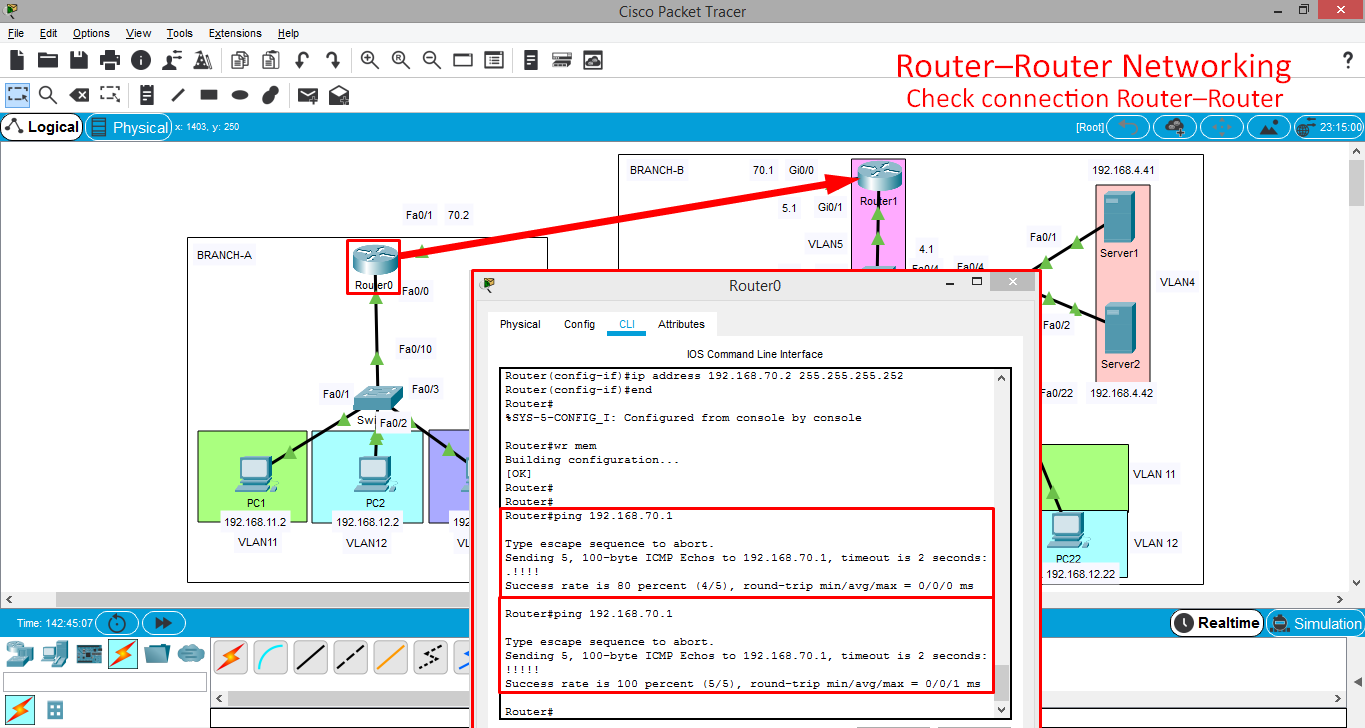 Cisco Packet Tracer
File Edit Options View Tools Extensions Help
Router–Router Networking
Check connection Router–Router
?
Logical
Physical
x: 1403, y: 250
[Root]
23:15:00
BRANCH-B
70.1 Gi0/0
192.168.4.41
Router1
5.1 Gi0/1
Fa0/1 70.2
VLAN5
4.1
Fa0/1
BRANCH-A
Server1
Fa0/4
Fa0/4
Router0
Fa0/0
VLAN4
Fa0/2
Fa0/10
Server2
Fa0/1
Fa0/3
Fa0/22
192.168.4.42
Swi
Fa0/2
PC1
PC2
192.168.11.2
192.168.12.2
192
VLAN11
VLAN12
VL
VLAN 11
VLAN 12
PC22
192.168.12.22
Router0
Physical Config CLI Attributes
IOS Command Line Interface
Router(config-if)#ip address 192.168.70.2 255.255.255.252
Router(config-if)#end
Router#
%SYS-5-CONFIG_I: Configured from console by console
Router#wr mem
Building configuration...
[OK]
Router#
Router#
Router#ping 192.168.70.1
Type escape sequence to abort.
Sending 5, 100-byte ICMP Echos to 192.168.70.1, timeout is 2 seconds:
.!!!!
Success rate is 80 percent (4/5), round-trip min/avg/max = 0/0/0 ms
Router#ping 192.168.70.1
Type escape sequence to abort.
Sending 5, 100-byte ICMP Echos to 192.168.70.1, timeout is 2 seconds:
!!!!!
Success rate is 100 percent (5/5), round-trip min/avg/max = 0/0/1 ms
Router#
Time: 142:45:07
Realtime
Simulation